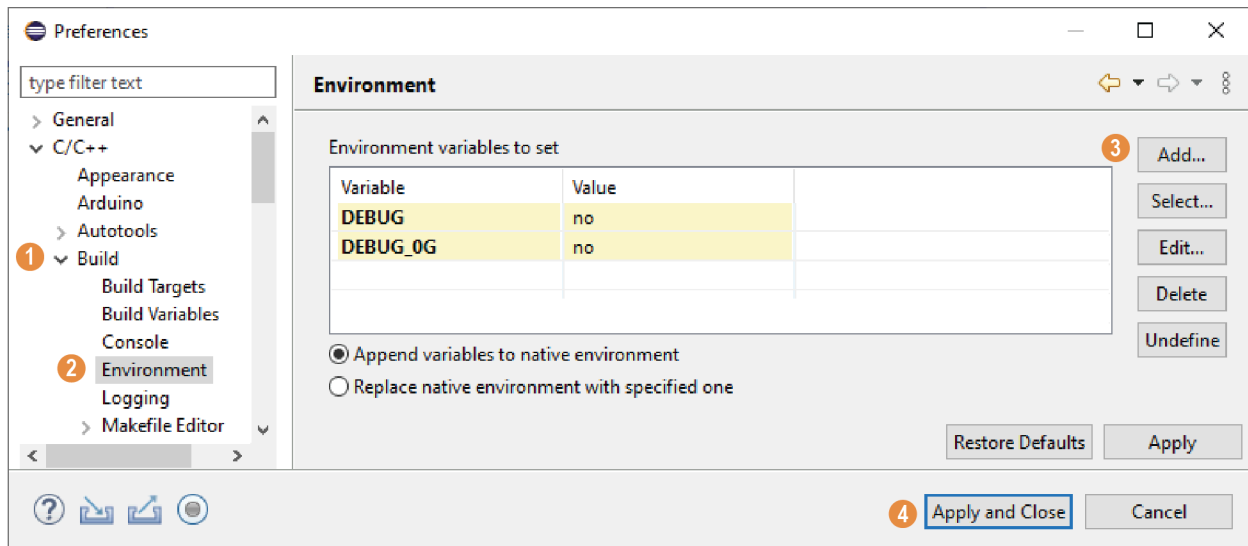 Preferences
type filter text
General
C/C++
Appearance
Arduino
Autotools
1 Build
Build Targets
Build Variables
Console
2 Environment
Logging
Makefile Editor
Environment
Environment variables to set
Variable Value
DEBUG no
DEBUG_0G no
3 Add...
Select...
Edit...
Delete
Undefine
Append variables to native environment
Replace native environment with specified one
Restore Defaults Apply
? 4 Apply and Close Cancel